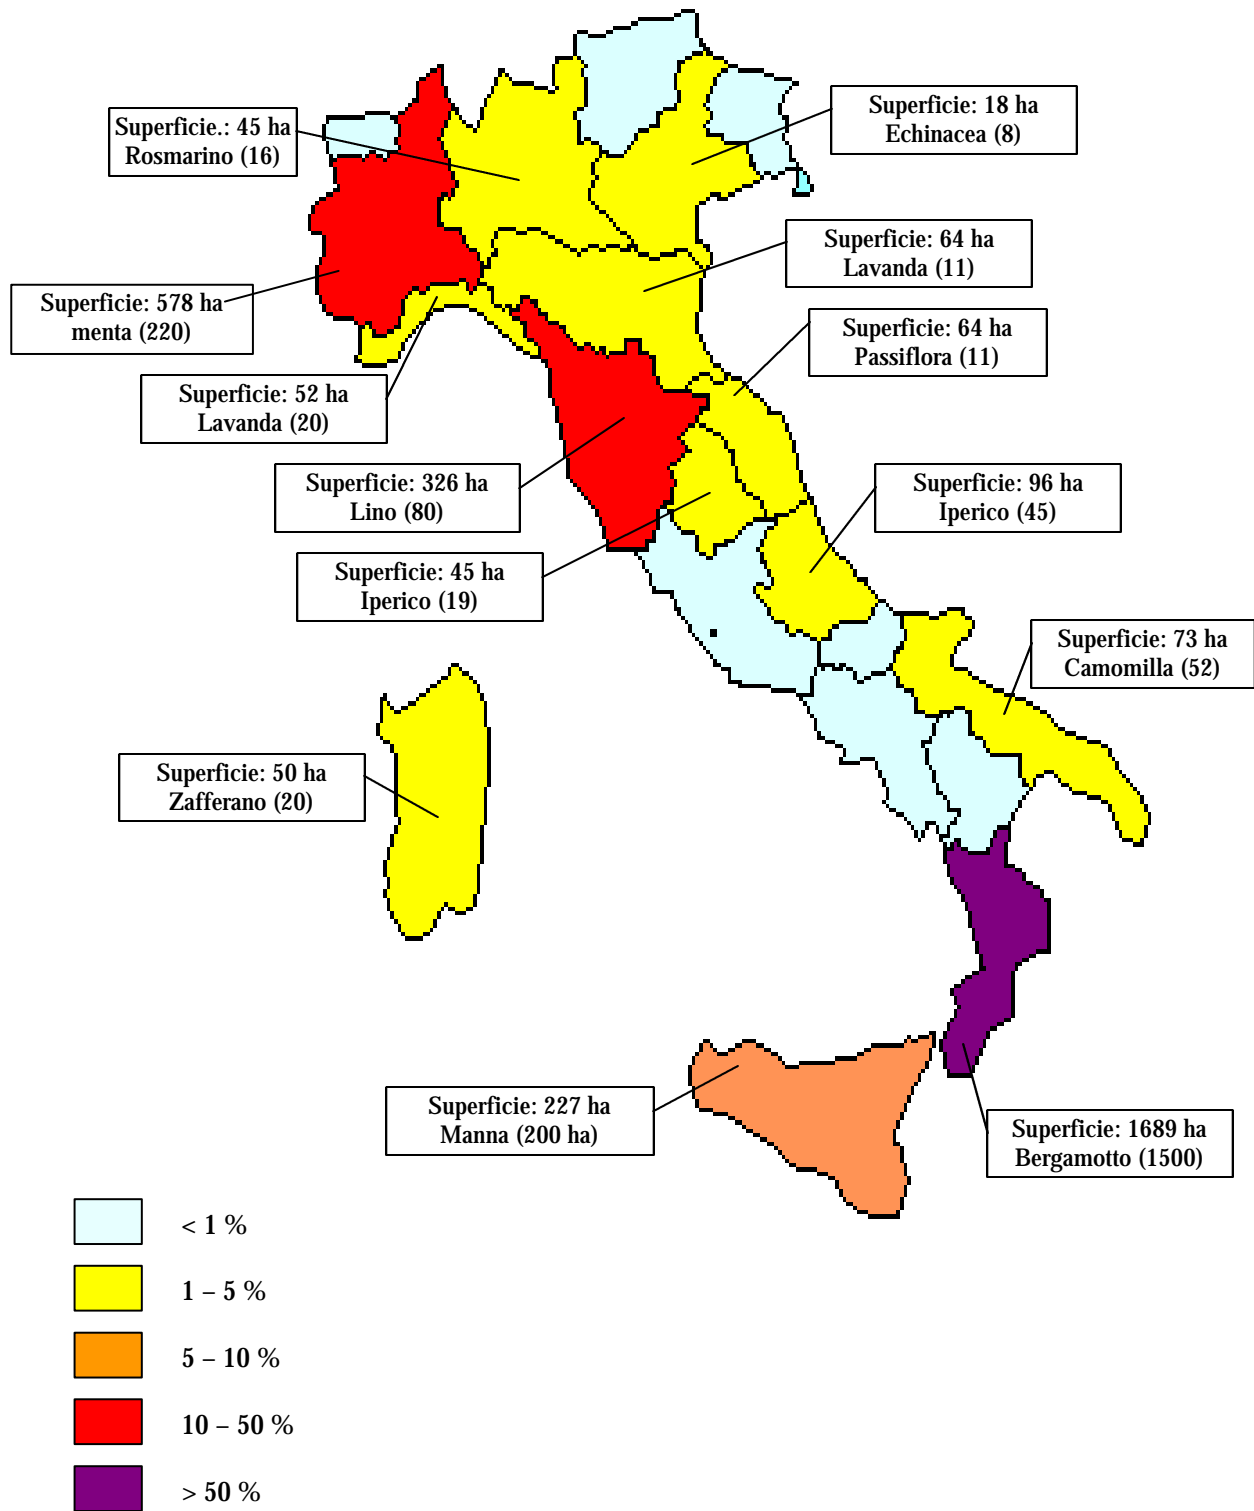 Superficie: 18 ha
Echinacea (8)
Superficie.: 45 ha
Rosmarino (16)
Superficie: 64 ha
Lavanda (11)
Superficie: 578 ha
menta (220)
Superficie: 64 ha
Passiflora (11)
Superficie: 52 ha
Lavanda (20)
Superficie: 326 ha
Lino (80)
Superficie: 96 ha
Iperico (45)
Superficie: 45 ha
Iperico (19)
Superficie: 73 ha
Camomilla (52)
Superficie: 50 ha
Zafferano (20)
Superficie: 227 ha
Manna (200 ha)
Superficie: 1689 ha
Bergamotto (1500)
< 1 %
1 – 5 %
5 – 10 %
10 – 50 %
> 50 %